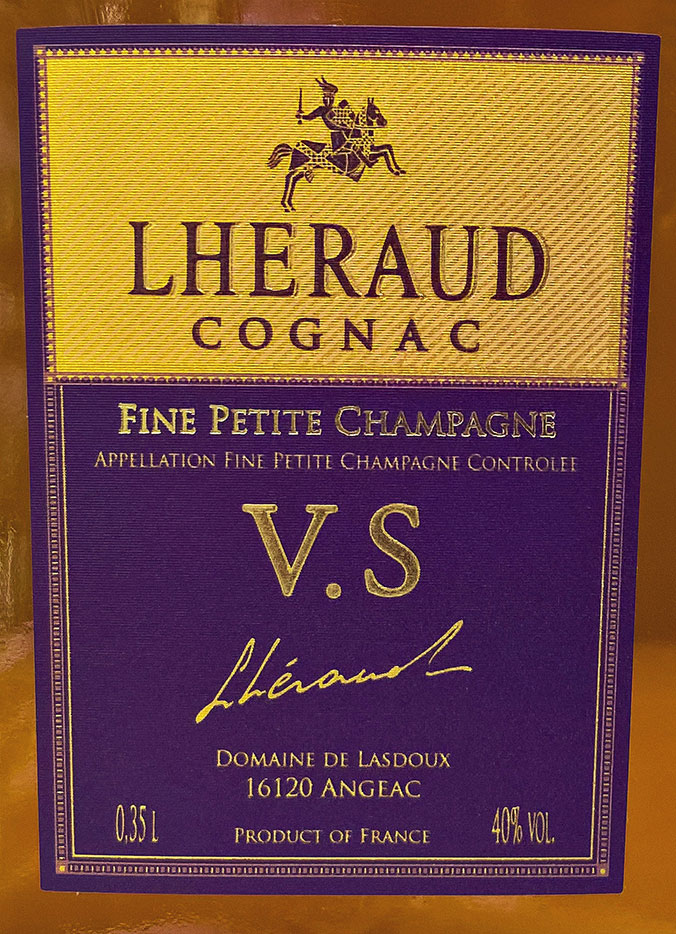 LHERAUD
COGNAC
FINE PETITE CHAMPAGNE
APPELLATION FINE PETITE CHAMPAGNE CONTROLEE
V.S
Lhéraud
DOMAINE DE LASDOUX
16120 ANGEAC
0,35 L PRODUCT OF FRANCE 40% VOL.